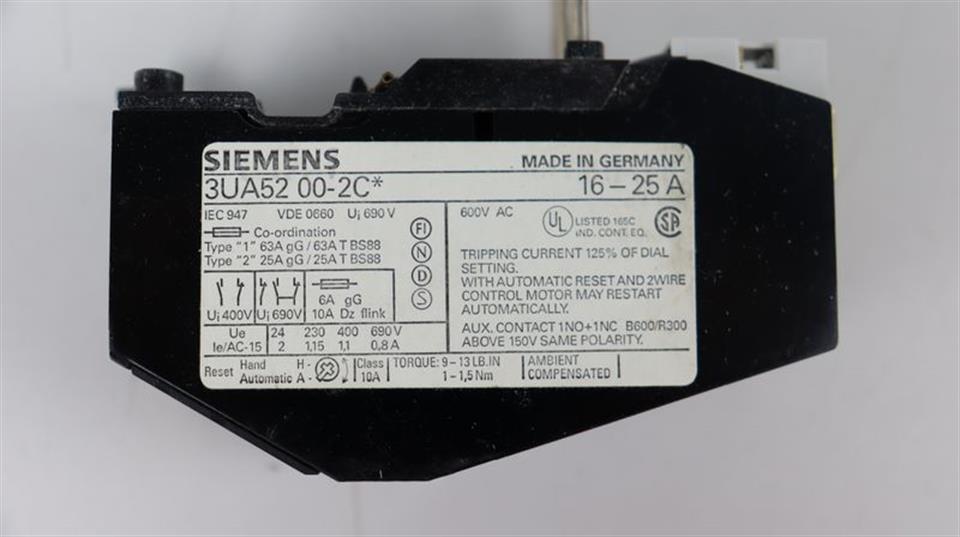 SIEMENS MADE IN GERMANY
3UA52 00-2C* 16-25 A
IEC 947 VDE 0660 Ui 690 V
Co-ordination
Type "1" 63A gG / 63A T BS88
Type "2" 25A gG / 25A T BS88
FI
N
D
S
Ui 400V Ui 690V
6A gG
10A Dz flink
Ue 24 230 400 690 V
Ie/AC-15 2 1,15 1,1 0,8 A
600V AC
UL
LISTED 165C
IND. CONT. EQ.
SA
TRIPPING CURRENT 125% OF DIAL
SETTING.
WITH AUTOMATIC RESET AND 2WIRE
CONTROL MOTOR MAY RESTART
AUTOMATICALLY.
AUX. CONTACT 1NO+1NC B600/R300
ABOVE 150V SAME POLARITY.
Reset Hand H-
Automatic A-
Class
10A
TORQUE: 9-13 LB.IN
1-1,5 Nm
AMBIENT
COMPENSATED